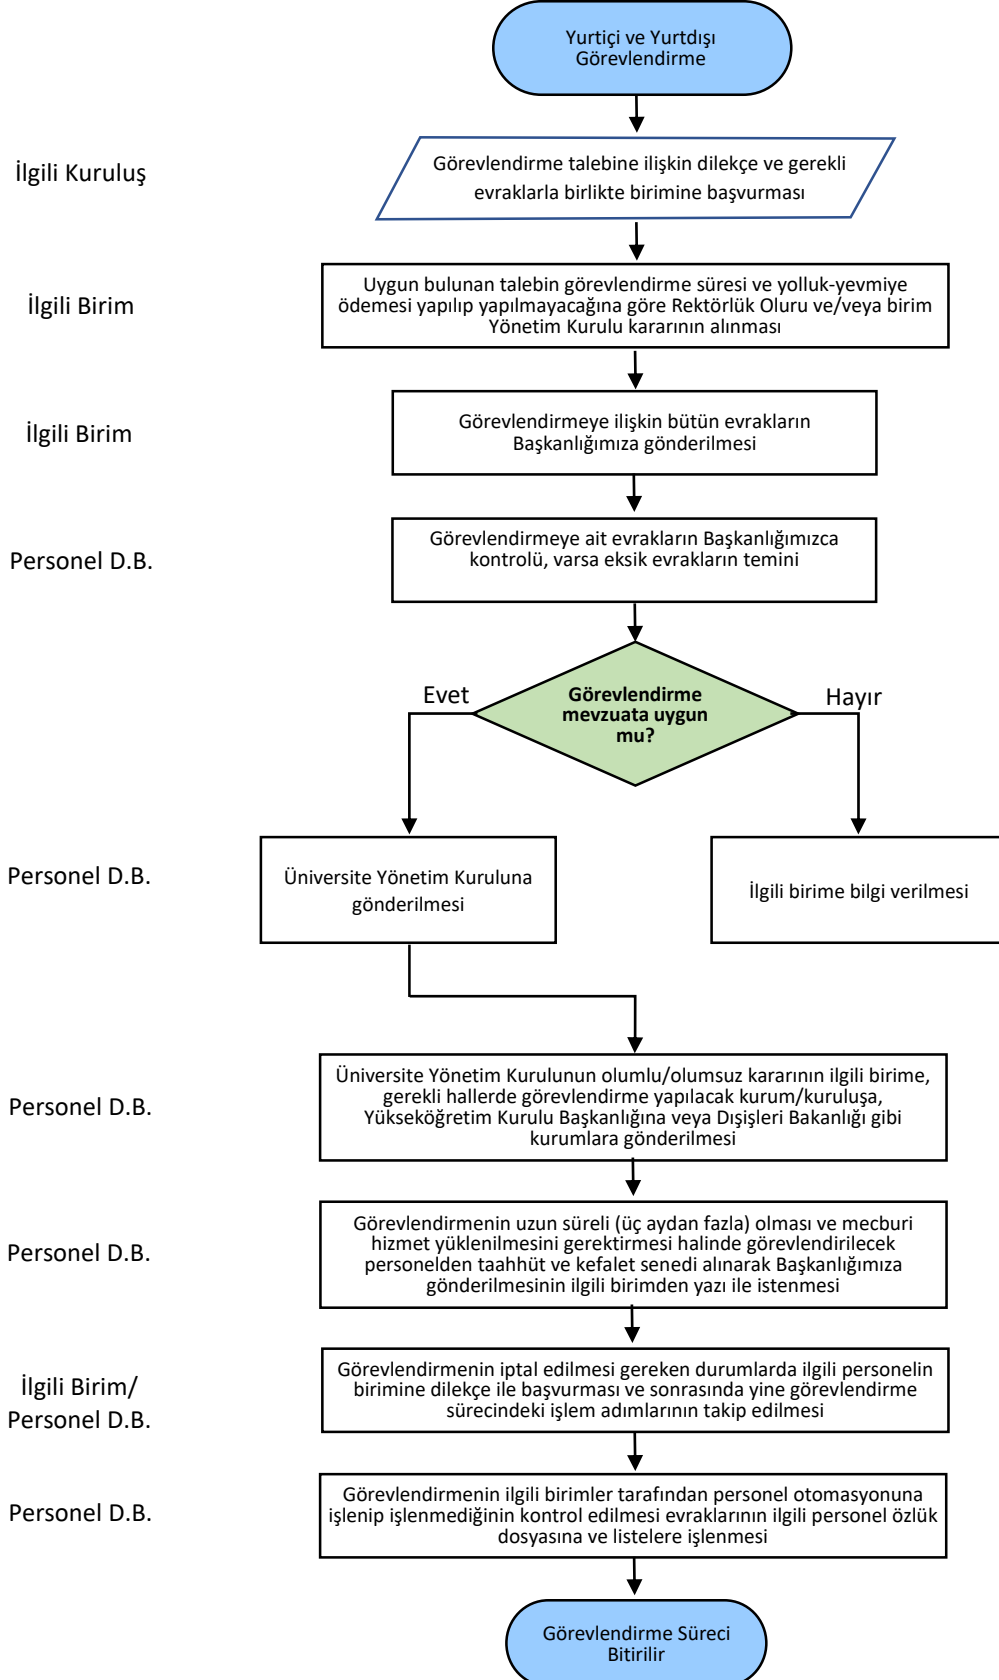 Yurtiçi ve Yurtdışı
Görevlendirme
İlgili Kuruluş
Görevlendirme talebine ilişkin dilekçe ve gerekli
evraklarla birlikte birimine başvurması
İlgili Birim
Uygun bulunan talebin görevlendirme süresi ve yolluk-yevmiye
ödemesi yapılıp yapılmayacağına göre Rektörlük Oluru ve/veya birim
Yönetim Kurulu kararının alınması
İlgili Birim
Görevlendirmeye ilişkin bütün evrakların
Başkanlığımıza gönderilmesi
Personel D.B.
Görevlendirmeye ait evrakların Başkanlığımızca
kontrolü, varsa eksik evrakların temini
Evet
Görevlendirme
mevzuata uygun
mu?
Hayır
Personel D.B.
Üniversite Yönetim Kuruluna
gönderilmesi
İlgili birime bilgi verilmesi
Personel D.B.
Üniversite Yönetim Kurulunun olumlu/olumsuz kararının ilgili birime,
gerekli hallerde görevlendirme yapılacak kurum/kuruluşa,
Yükseköğretim Kurulu Başkanlığına veya Dışişleri Bakanlığı gibi
kurumlara gönderilmesi
Personel D.B.
Görevlendirmenin uzun süreli (üç aydan fazla) olması ve mecburi
hizmet yüklenilmesini gerektirmesi halinde görevlendirilecek
personelden taahhüt ve kefalet senedi alınarak Başkanlığımıza
gönderilmesinin ilgili birimden yazı ile istenmesi
İlgili Birim/
Personel D.B.
Görevlendirmenin iptal edilmesi gereken durumlarda ilgili personelin
birimine dilekçe ile başvurması ve sonrasında yine görevlendirme
sürecindeki işlem adımlarının takip edilmesi
Personel D.B.
Görevlendirmenin ilgili birimler tarafından personel otomasyonuna
işlenip işlenmediğinin kontrol edilmesi evraklarının ilgili personel özlük
dosyasına ve listelere işlenmesi
Görevlendirme Süreci
Bitirilir